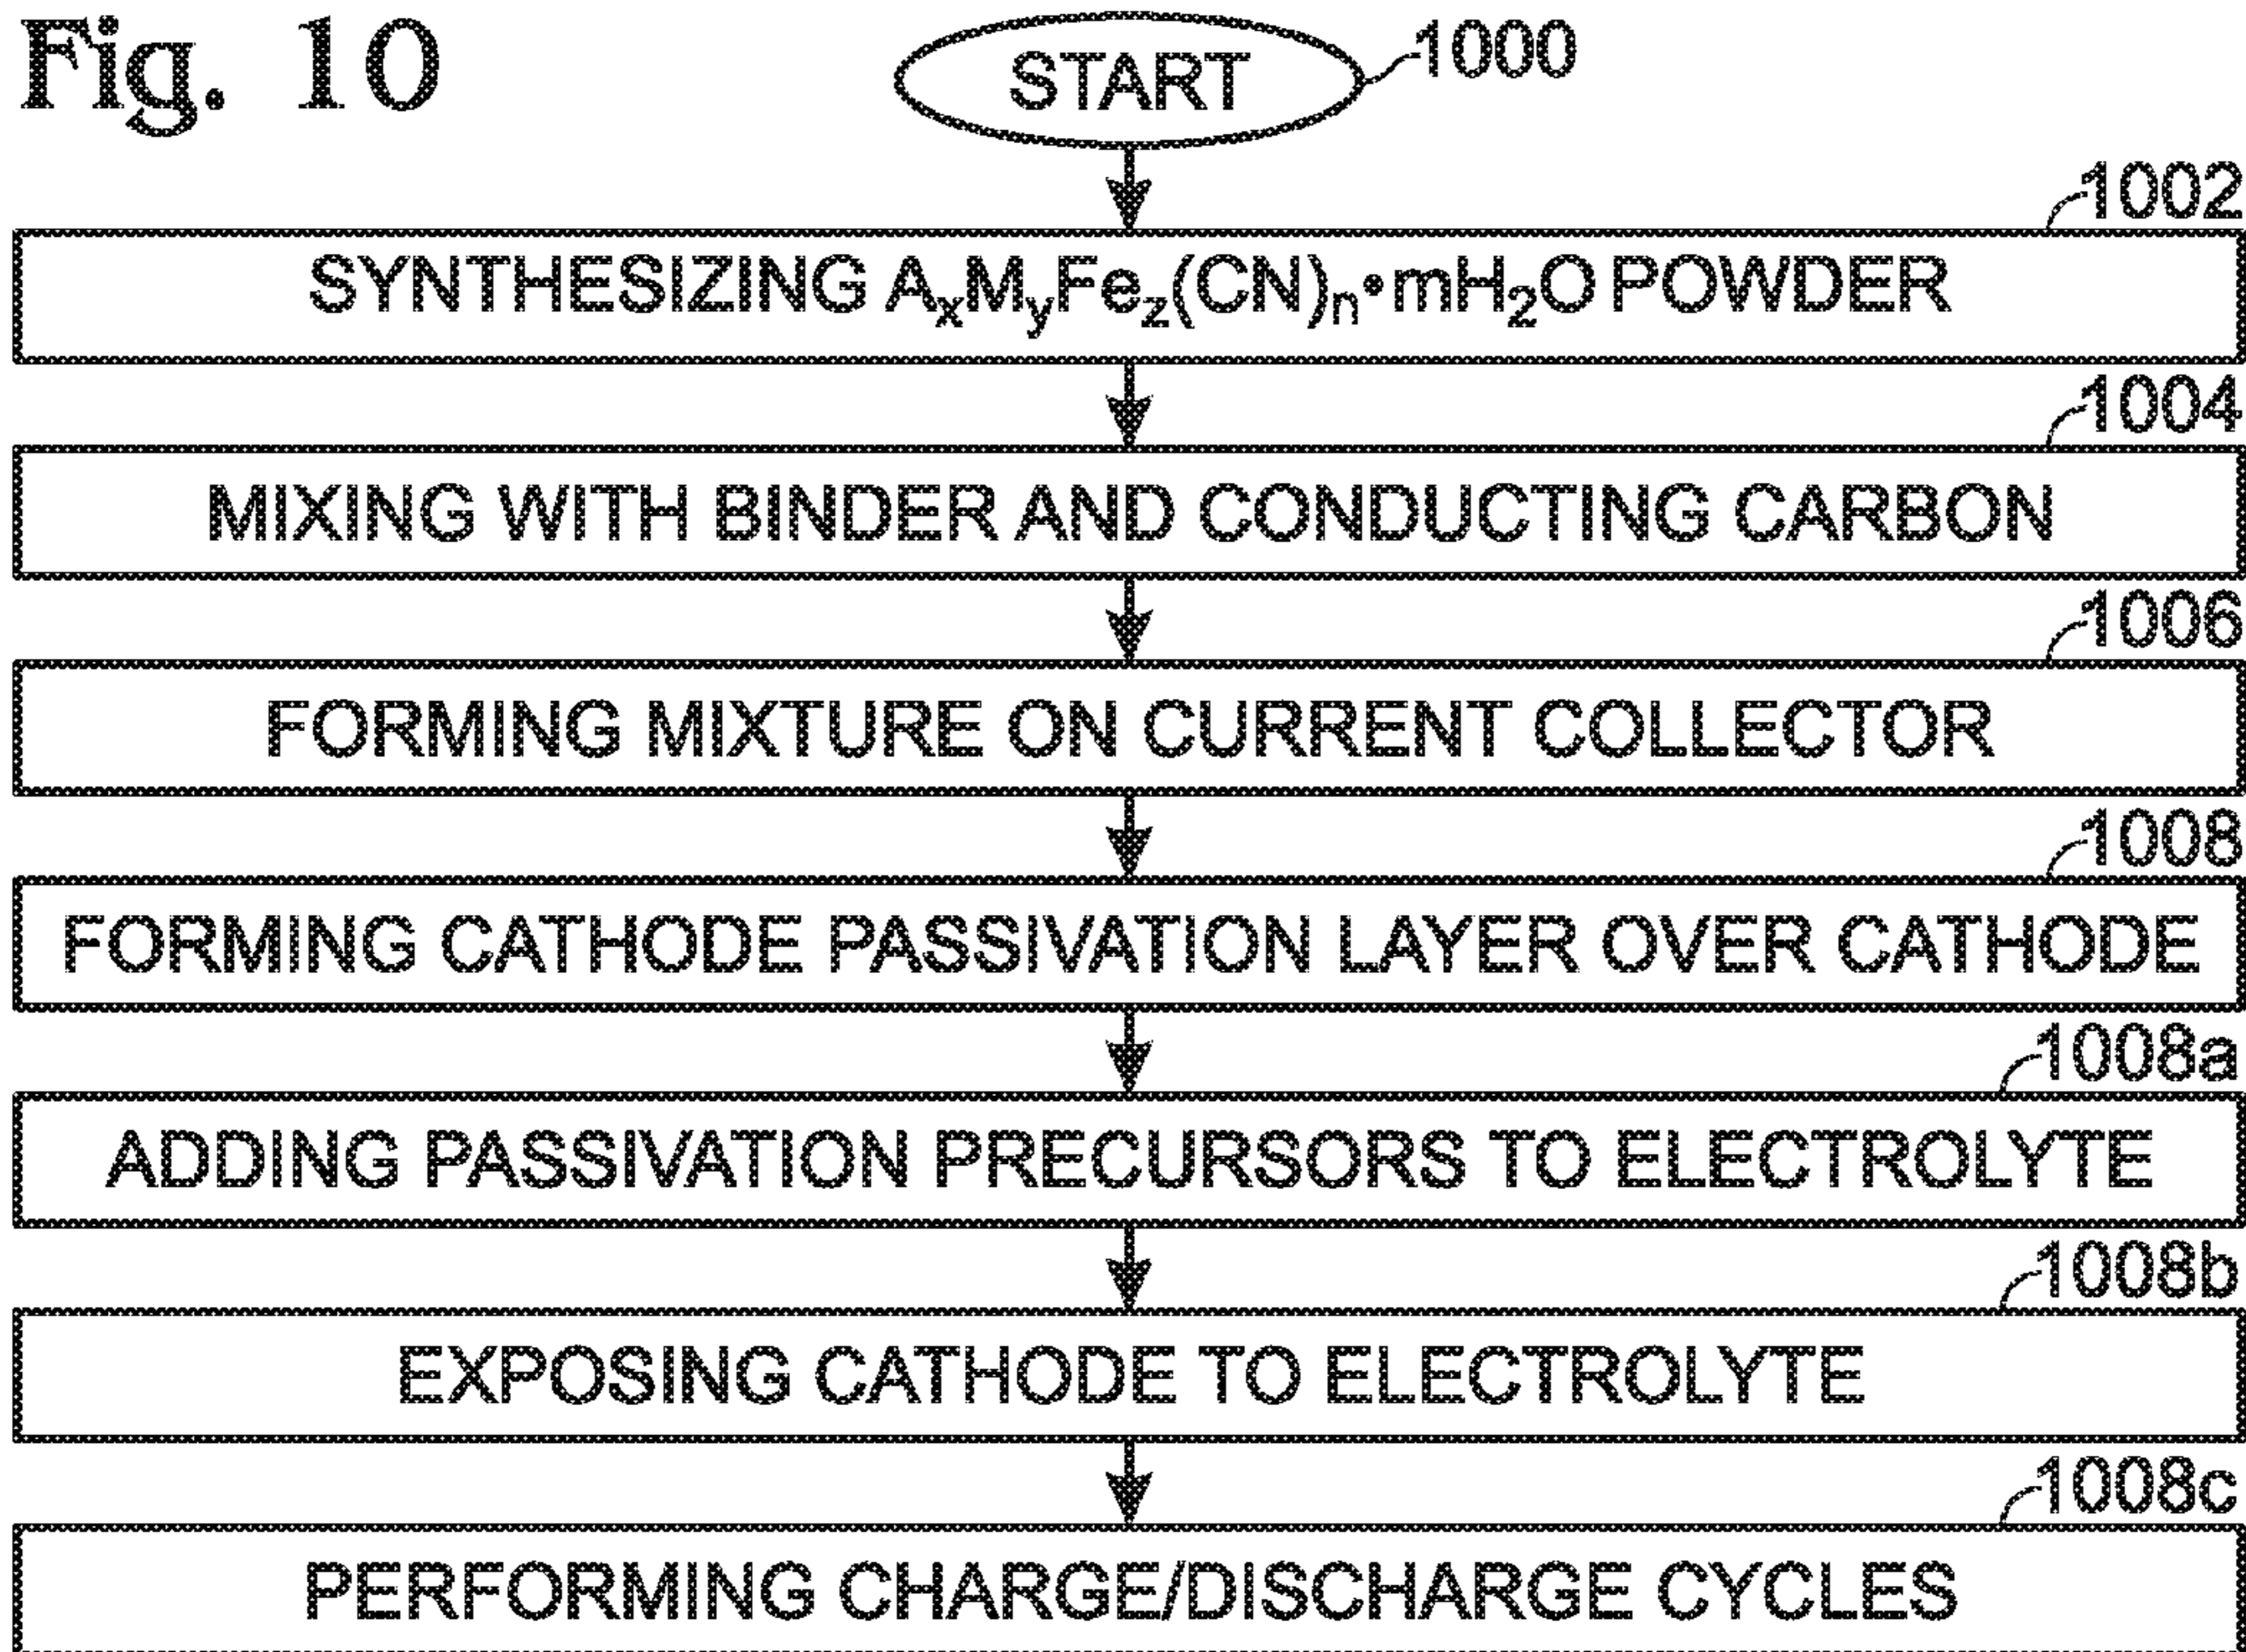 Fig. 10
START
1000
1002
SYNTHESIZING AₓMᵧFe_z(CN)ₙ•mH₂O POWDER
1004
MIXING WITH BINDER AND CONDUCTING CARBON
1006
FORMING MIXTURE ON CURRENT COLLECTOR
1008
FORMING CATHODE PASSIVATION LAYER OVER CATHODE
1008a
ADDING PASSIVATION PRECURSORS TO ELECTROLYTE
1008b
EXPOSING CATHODE TO ELECTROLYTE
1008c
PERFORMING CHARGE/DISCHARGE CYCLES